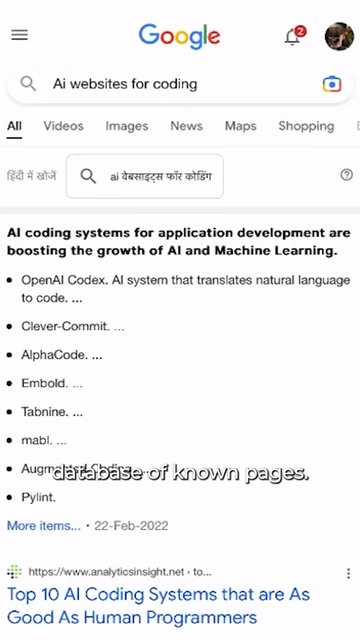 Google
2
Ai websites for coding
All Videos Images News Maps Shopping
हिंदी में खोजें
ai वेबसाइट्स फॉर कोडिंग
AI coding systems for application development are
boosting the growth of AI and Machine Learning.
OpenAI Codex. AI system that translates natural language
to code. ...
Clever-Commit. ...
AlphaCode. ...
Embold. ...
Tabnine. ...
mabl. ...
Augmented Coding. ...
database of known pages.
Pylint.
More items... • 22-Feb-2022
https://www.analyticsinsight.net › to...
Top 10 AI Coding Systems that are As
Good As Human Programmers